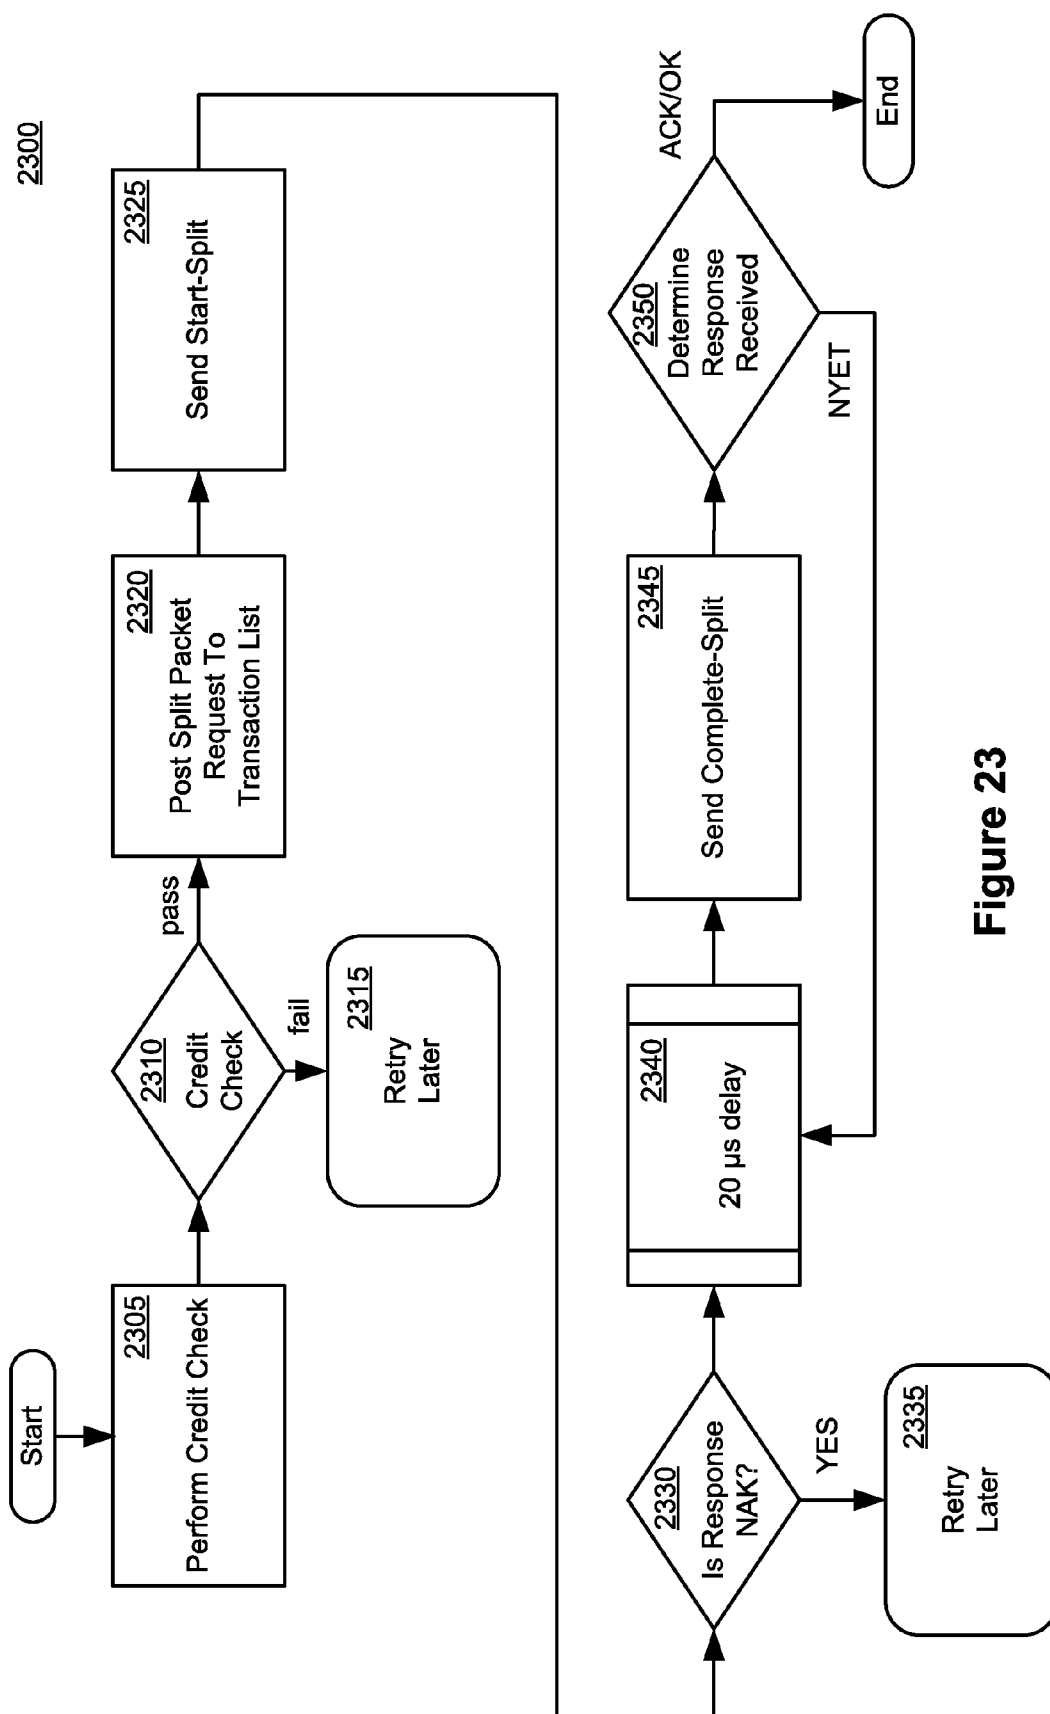 2300
Start
2305
Perform Credit Check
2310
Credit
Check
pass
fail
2315
Retry
Later
2320
Post Split Packet
Request To
Transaction List
2325
Send Start-Split
2330
Is Response
NAK?
YES
2335
Retry
Later
2340
20 µs delay
2345
Send Complete-Split
2350
Determine
Response
Received
NYET
ACK/OK
End
Figure 23